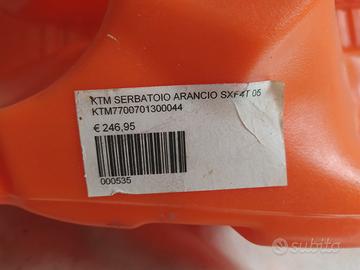 KTM SERBATOIO ARANCIO SXF4T 05
KTM7700701300044
€ 246,95
000535
subito